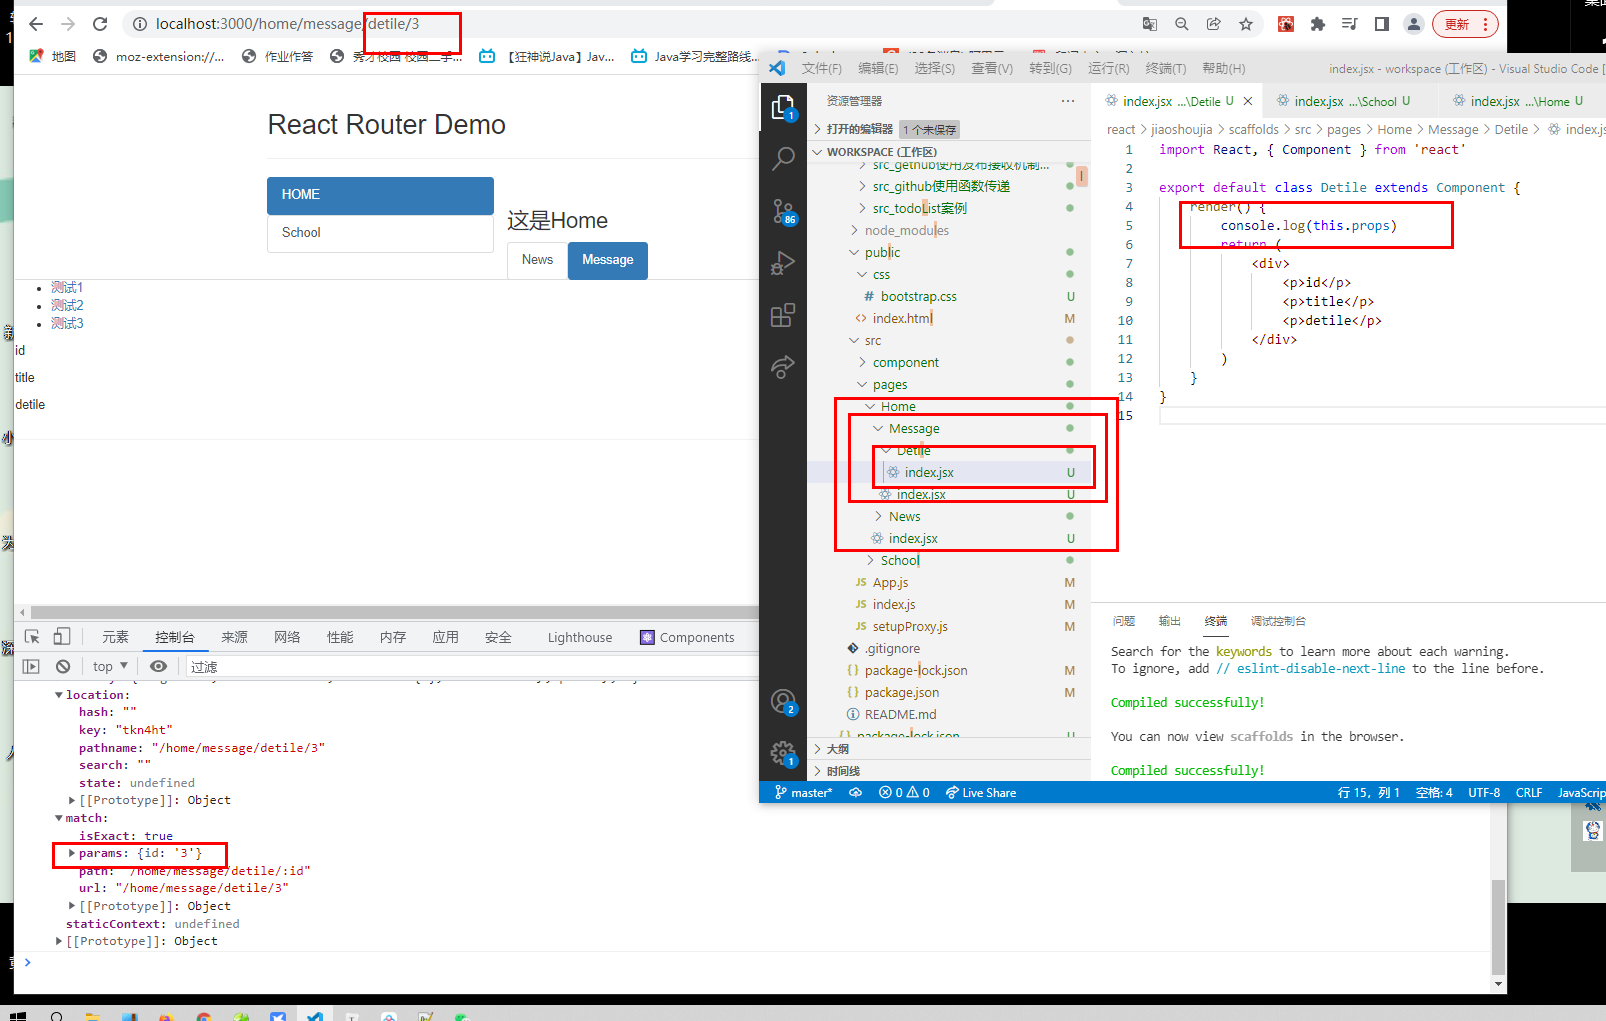 localhost:3000/home/message/detile/3
更新
地图
moz-extension://...
作业/作答
秀才校园 校园二手...
【狂神说Java】Jav...
Java学习完整路线...
React Router Demo
HOME
School
这是Home
News
Message
测试1
测试2
测试3
id
title
detile
文件(F) 编辑(E) 选择(S) 查看(V) 转到(G) 运行(R) 终端(T) 帮助(H)
index.jsx - workspace (工作区) - Visual Studio Code [
资源管理器
打开的编辑器 1 个未保存
WORKSPACE (工作区)
src_gethub使用发布接收机制...
src_github使用函数传递
src_todoList案例
node_modules
public
css
# bootstrap.css U
<> index.html M
src
component
pages
Home
Message
Detile
index.jsx U
index.jsx U
News
index.jsx U
School
JS App.js M
JS index.js M
JS setupProxy.js M
.gitignore
{} package-lock.json M
{} package.json M
README.md
{} package-lock.json U
大纲
时间线
index.jsx ...\Detile U
index.jsx ...\School U
index.jsx ...\Home U
react > jiaoshoujia > scaffolds > src > pages > Home > Message > Detile > index.js
1 import React, { Component } from 'react'
2
3 export default class Detile extends Component {
4 render() {
5 console.log(this.props)
6 return (
7 <div>
8 <p>id</p>
9 <p>title</p>
10 <p>detile</p>
11 </div>
12 )
13 }
14 }
15
问题 输出 终端 调试控制台
Search for the keywords to learn more about each warning.
To ignore, add // eslint-disable-next-line to the line before.
Compiled successfully!
You can now view scaffolds in the browser.
Compiled successfully!
master* 0 0 Live Share
行 15，列 1 空格: 4 UTF-8 CRLF JavaScrip
元素 控制台 来源 网络 性能 内存 应用 安全 Lighthouse Components
top
过滤
location:
hash: ""
key: "tkn4ht"
pathname: "/home/message/detile/3"
search: ""
state: undefined
[[Prototype]]: Object
match:
isExact: true
params: {id: '3'}
path: "/home/message/detile/:id"
url: "/home/message/detile/3"
[[Prototype]]: Object
staticContext: undefined
[[Prototype]]: Object